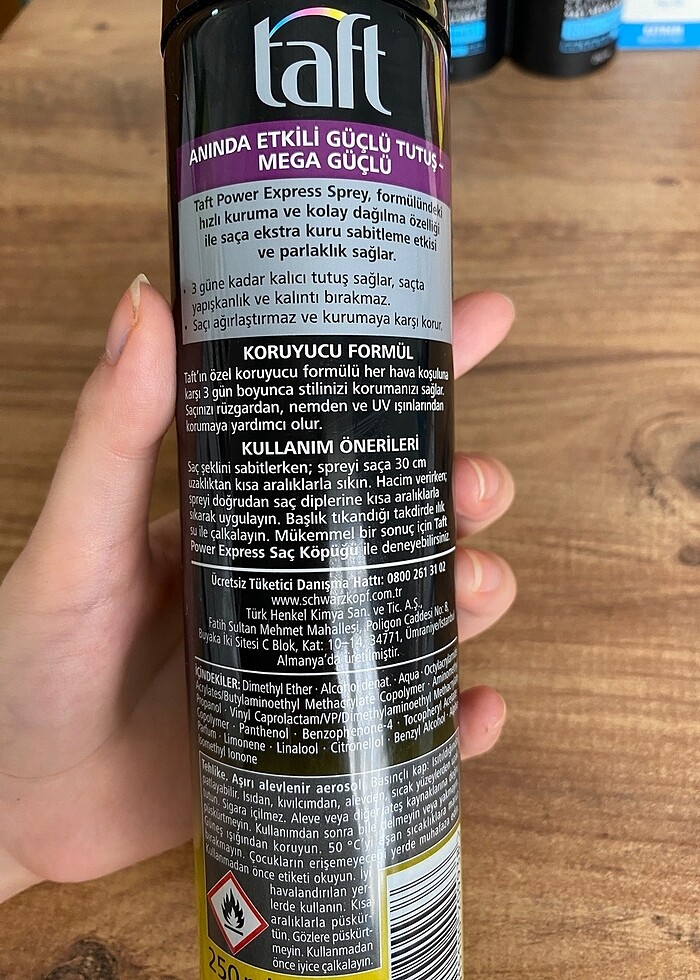 taft
ANINDA ETKİLİ GÜÇLÜ TUTUŞ –
MEGA GÜÇLÜ
Taft Power Express Sprey, formülündeki
hızlı kuruma ve kolay dağılma özelliği
ile saça ekstra kuru sabitleme etkisi
ve parlaklık sağlar.
• 3 güne kadar kalıcı tutuş sağlar, saçta
yapışkanlık ve kalıntı bırakmaz.
• Saçı ağırlaştırmaz ve kurumaya karşı korur.
KORUYUCU FORMÜL
Taft'ın özel koruyucu formülü her hava koşuluna
karşı 3 gün boyunca stilinizi korumanızı sağlar.
Saçınızı rüzgardan, nemden ve UV ışınlarından
korumaya yardımcı olur.
KULLANIM ÖNERİLERİ
Saç şeklini sabitlerken; spreyi saça 30 cm
uzaklıktan kısa aralıklarla sıkın. Hacim verirken;
spreyi doğrudan saç diplerine kısa aralıklarla
sıkarak uygulayın. Başlık tıkandığı takdirde ılık
su ile çalkalayın. Mükemmel bir sonuç için Taft
Power Express Saç Köpüğü ile deneyebilirsiniz.
Ücretsiz Tüketici Danışma Hattı: 0800 261 31 02
www.schwarzkopf.com.tr
Türk Henkel Kimya San. ve Tic. A.Ş.,
Fatih Sultan Mehmet Mahallesi, Poligon Caddesi No: 8,
Buyaka İki Sitesi C Blok, Kat: 10–14, 34771, Ümraniye/İstanbul
Almanya'da üretilmiştir.
İÇİNDEKİLER: Dimethyl Ether · Alcohol denat. · Aqua ·
Acrylates/Butylaminoethyl Methacrylate Copolymer ·
Propanol · Vinyl Caprolactam/VP/Dimethylaminoethyl
Copolymer · Panthenol · Benzophenone-4 · Tocopheryl
Parfum · Limonene · Linalool · Citronellol · Benzyl Alcohol ·
Isomethyl Ionone
Tehlike. Aşırı alevlenir aerosol. Basınçlı kap:
patlayabilir. Isıdan, kıvılcımdan, alevden, sıcak yüzeylerden
tutun. Sigara içilmez. Aleve veya diğer ateş kaynaklarına
püskürtmeyin. Kullanımdan sonra bile delmeyin veya
Güneş ışığından koruyun. 50 °C'yi aşan sıcaklıklara
bırakmayın. Çocukların erişemeyeceği yerde muhafaza
Kullanmadan önce etiketi okuyun. İyi
havalandırılan yer-
lerde kullanın. Kısa
aralıklarla püskür-
tün. Gözlere püskürt-
meyin. Kullanmadan
önce iyice çalkalayın.
250